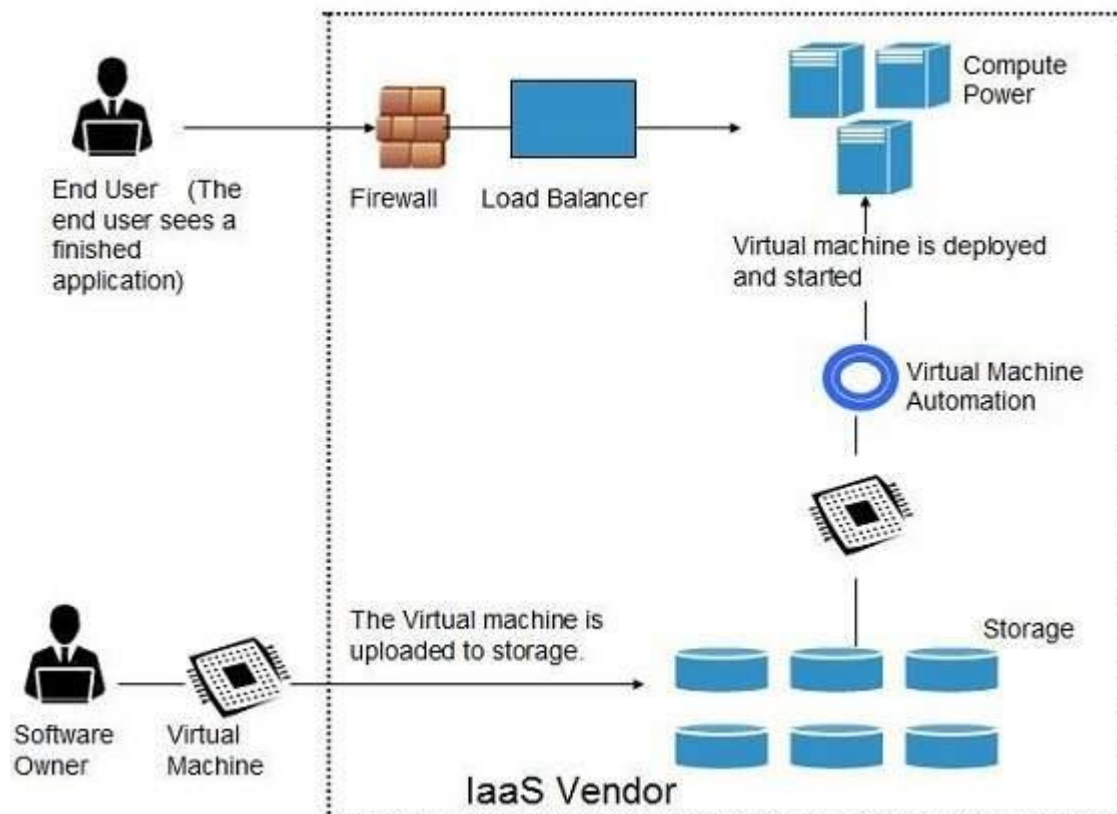 Compute
Power
End User (The
end user sees a
finished
application)
Firewall
Load Balancer
Virtual machine is deployed
and started
Virtual Machine
Automation
The Virtual machine is
uploaded to storage.
Storage
Software
Owner
Virtual
Machine
IaaS Vendor